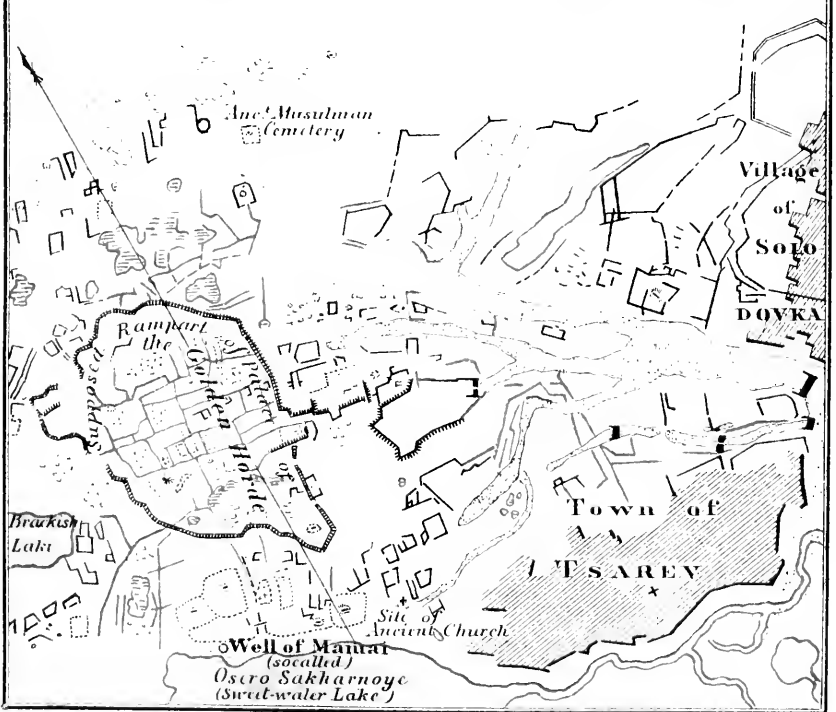 Anct. Musulman
Cemetery
Village
of
SOLO
DOVKA
Supposed Rampart of Palace of
the Golden Horde
Brackish
Lake
Town of
TSAREV
Site of
Ancient Church
Well of Mamai
(socalled)
Osero Sakharnoye
(Sweet-water Lake)